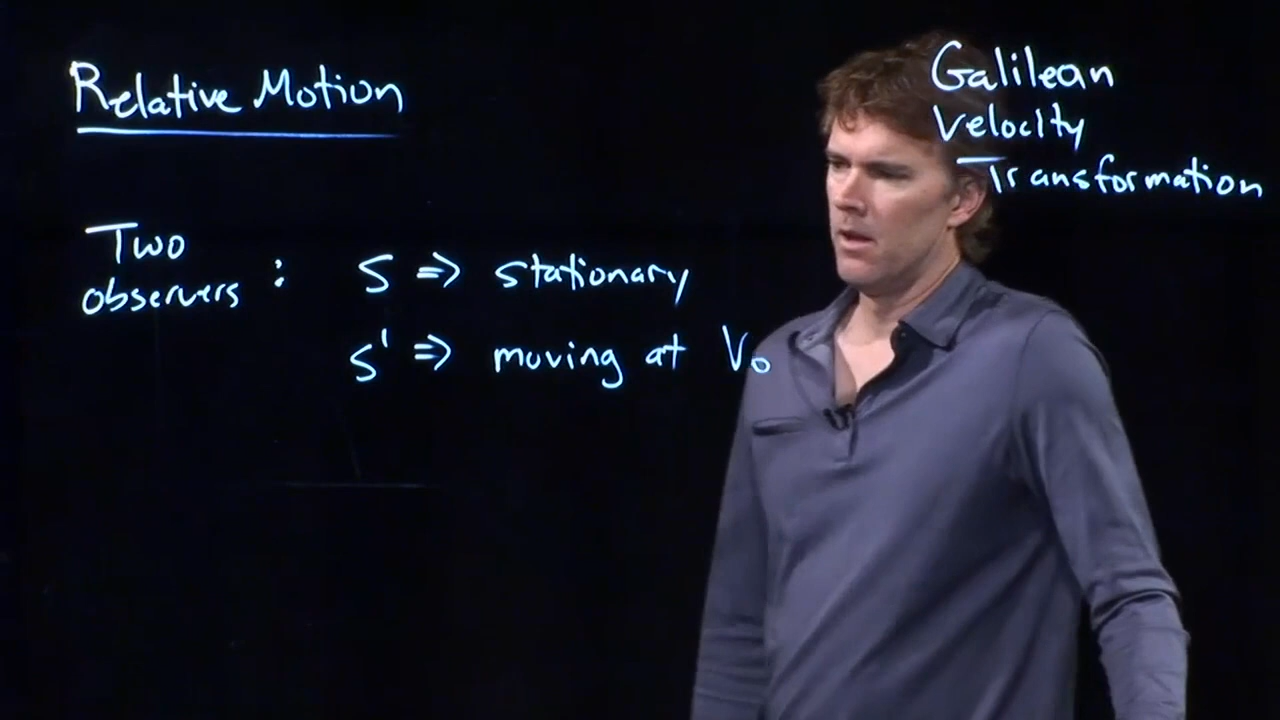 Relative Motion
Galilean
Velocity
Transformation
Two
observers : S ⇒ stationary
S' ⇒ moving at V₀